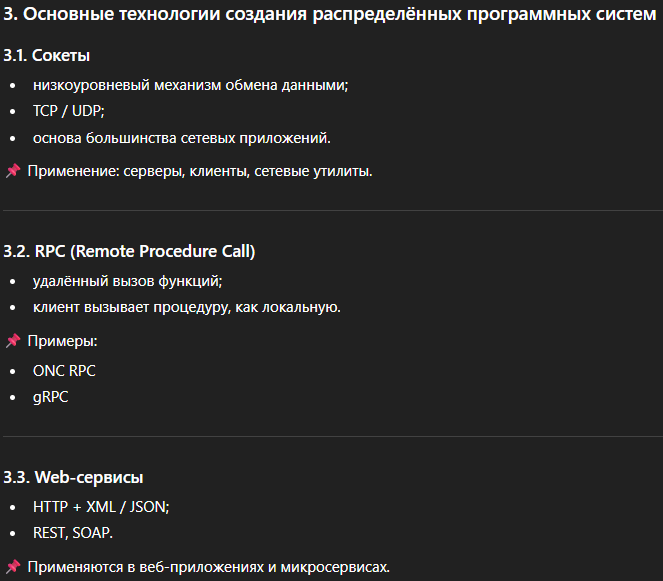 3. Основные технологии создания распределённых программных систем
3.1. Сокеты
• низкоуровневый механизм обмена данными;
• TCP / UDP;
• основа большинства сетевых приложений.
📌 Применение: серверы, клиенты, сетевые утилиты.
3.2. RPC (Remote Procedure Call)
• удалённый вызов функций;
• клиент вызывает процедуру, как локальную.
📌 Примеры:
• ONC RPC
• gRPC
3.3. Web-сервисы
• HTTP + XML / JSON;
• REST, SOAP.
📌 Применяются в веб-приложениях и микросервисах.